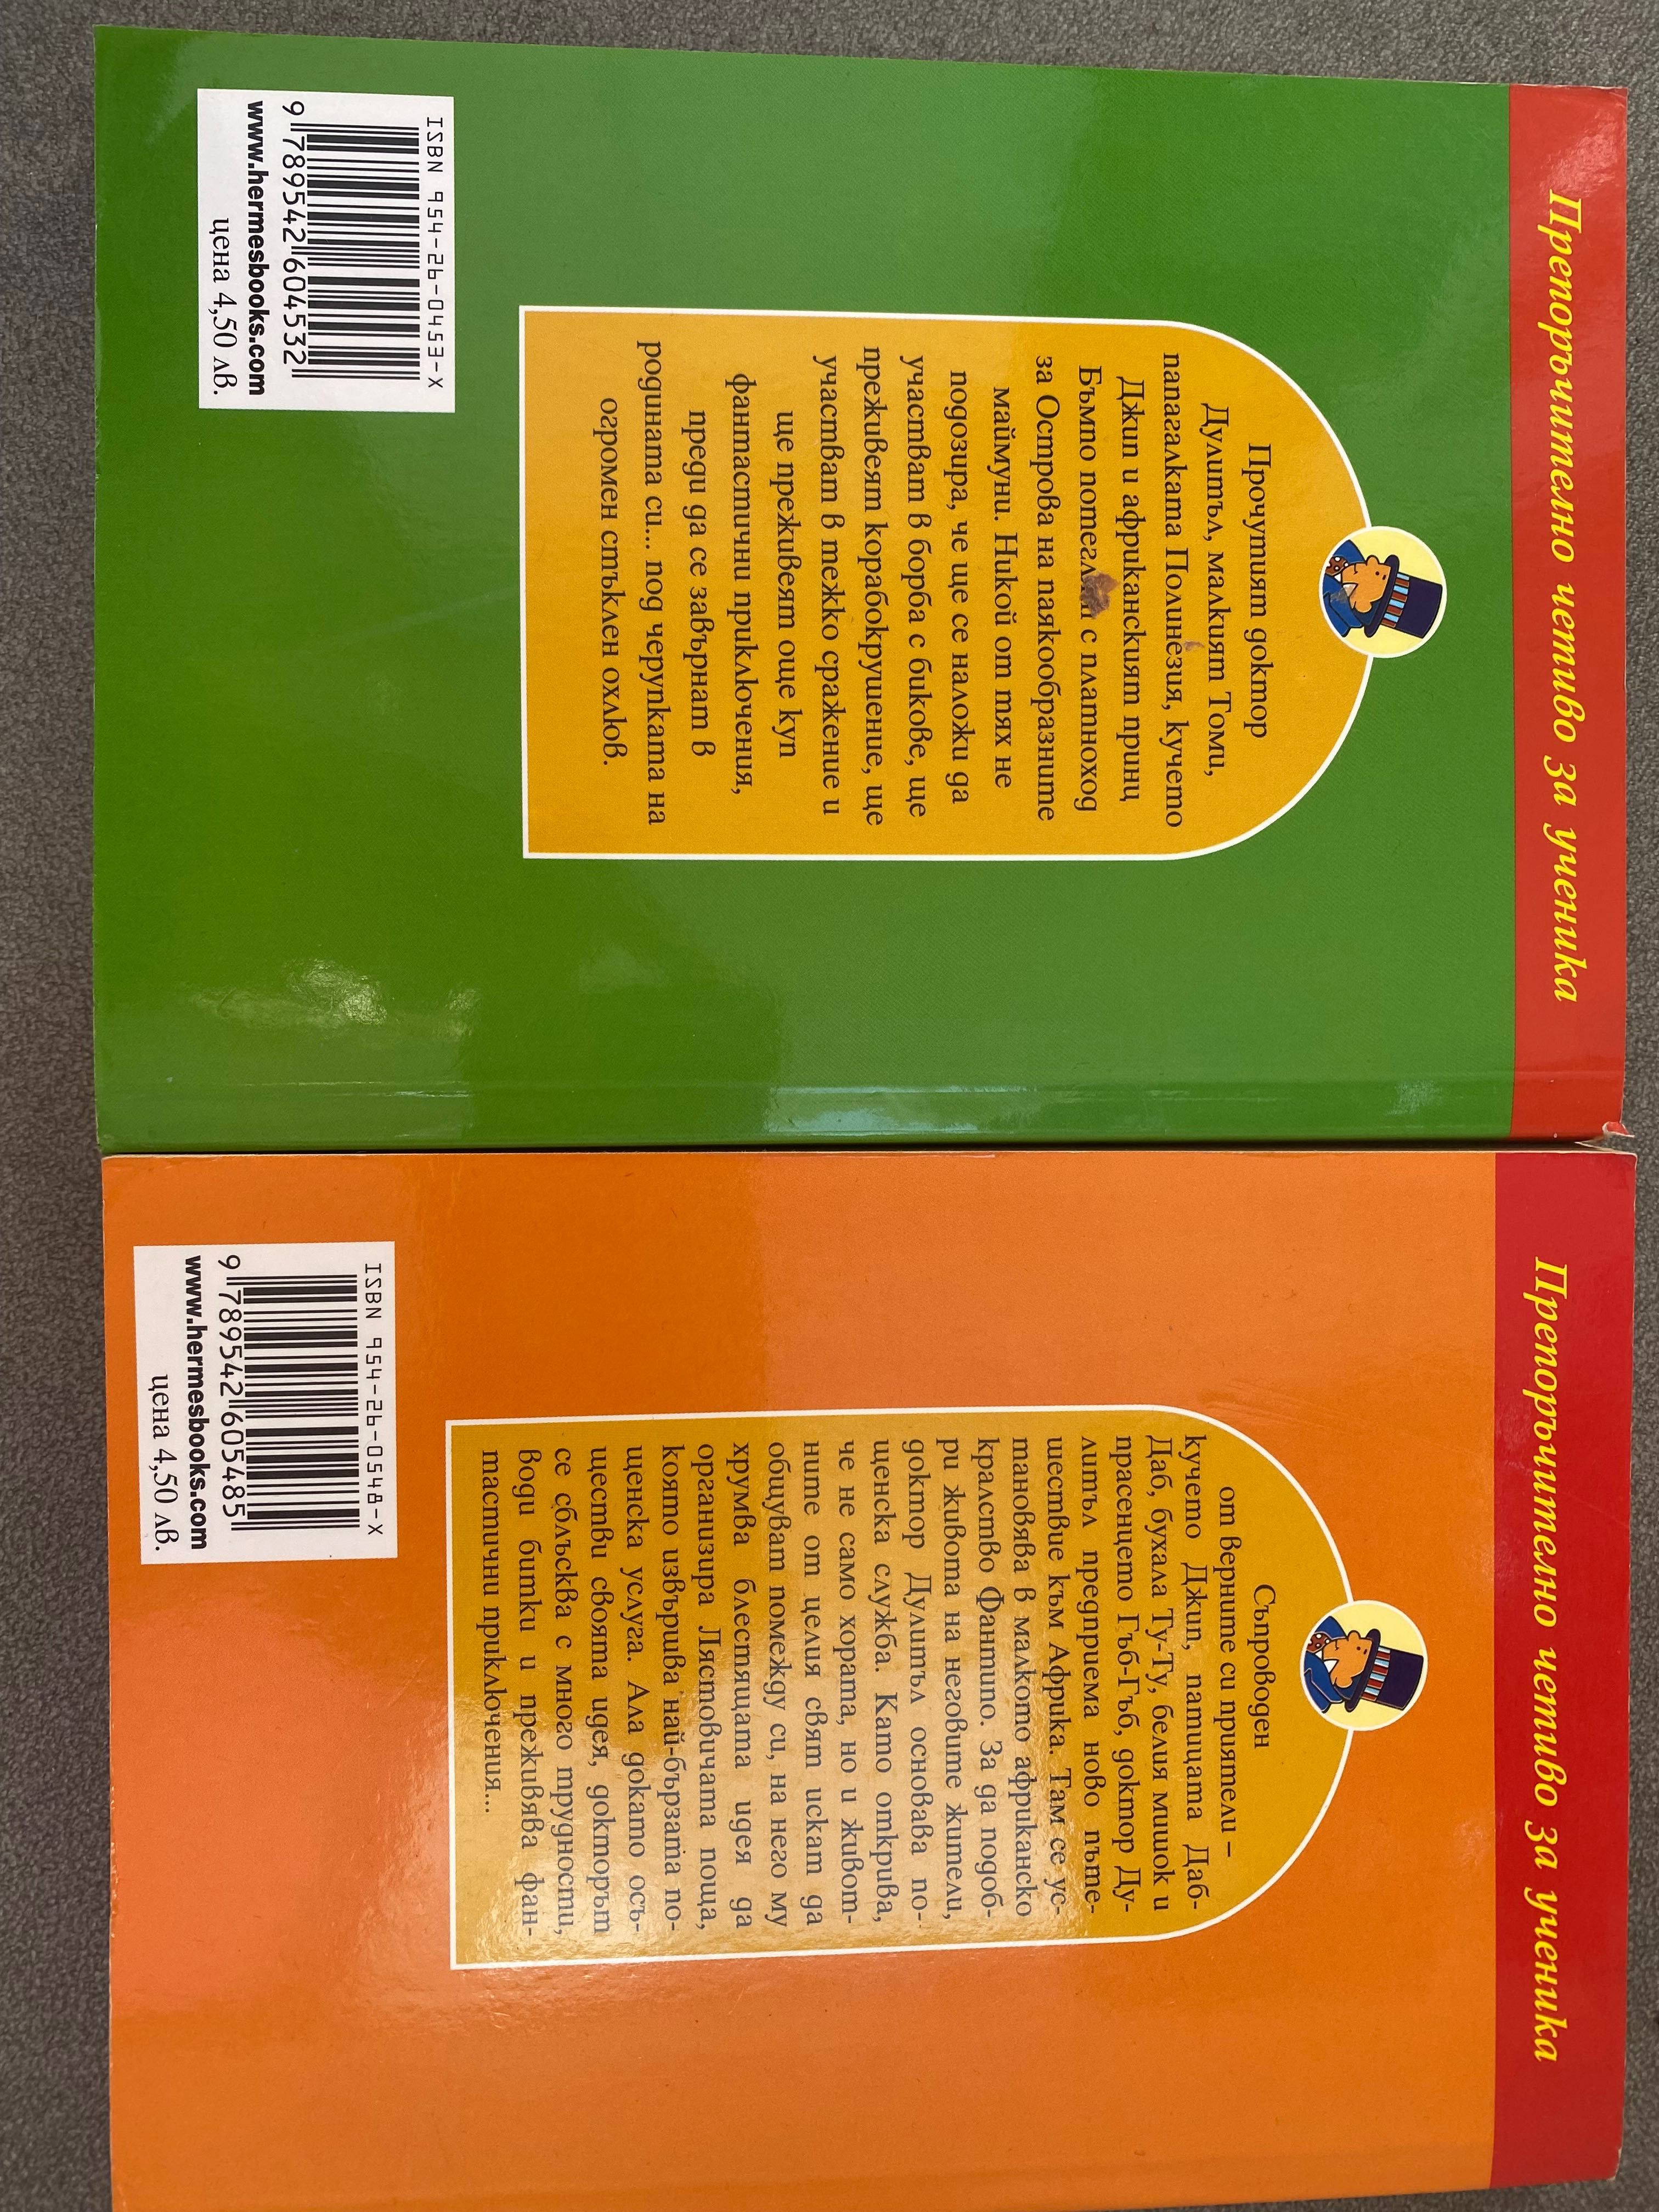 Препоръчително четиво за ученика
Прочутият доктор
Дулитъл, малкият Томи,
папагалката Полинезия, кучето
Джип и африканският принц
Бъмпо потеглят с платноход
за Острова на паякообразните
маймуни. Никой от тях не
подозира, че ще се наложи да
участват в борба с бикове, ще
преживеят корабокрушение, ще
участват в тежко сражение и
ще преживеят още куп
фантастични приключения,
преди да се завърнат в
родината си... под черупката на
огромен стъклен охлюв.
ISBN 954-26-0453-X
9 789542 604532
www.hermesbooks.com
цена 4,50 лв.
Препоръчително четиво за ученика
Съпроводен
от верните си приятели –
кучето Джип, патицата Даб-
Даб, бухала Ту-Ту, белия мишок и
прасенцето Гъб-Гъб, доктор Ду-
литъл предприема ново пъте-
шествие към Африка. Там се ус-
тановява в малкото африканско
кралство Фантипо. За да подоб-
ри живота на неговите жители,
доктор Дулитъл основава по-
щенска служба. Като открива,
че не само хората, но и живот-
ните от целия свят искат да
общуват помежду си, на него му
хрумва блестящата идея да
организира Лястовичата поща,
която извършва най-бързата по-
щенска услуга. Ала докато осъ-
ществи своята идея, докторът
се сблъсква с много трудности,
води битки и преживява фан-
тастични приключения...
ISBN 954-26-0548-X
9 789542 605485
www.hermesbooks.com
цена 4,50 лв.